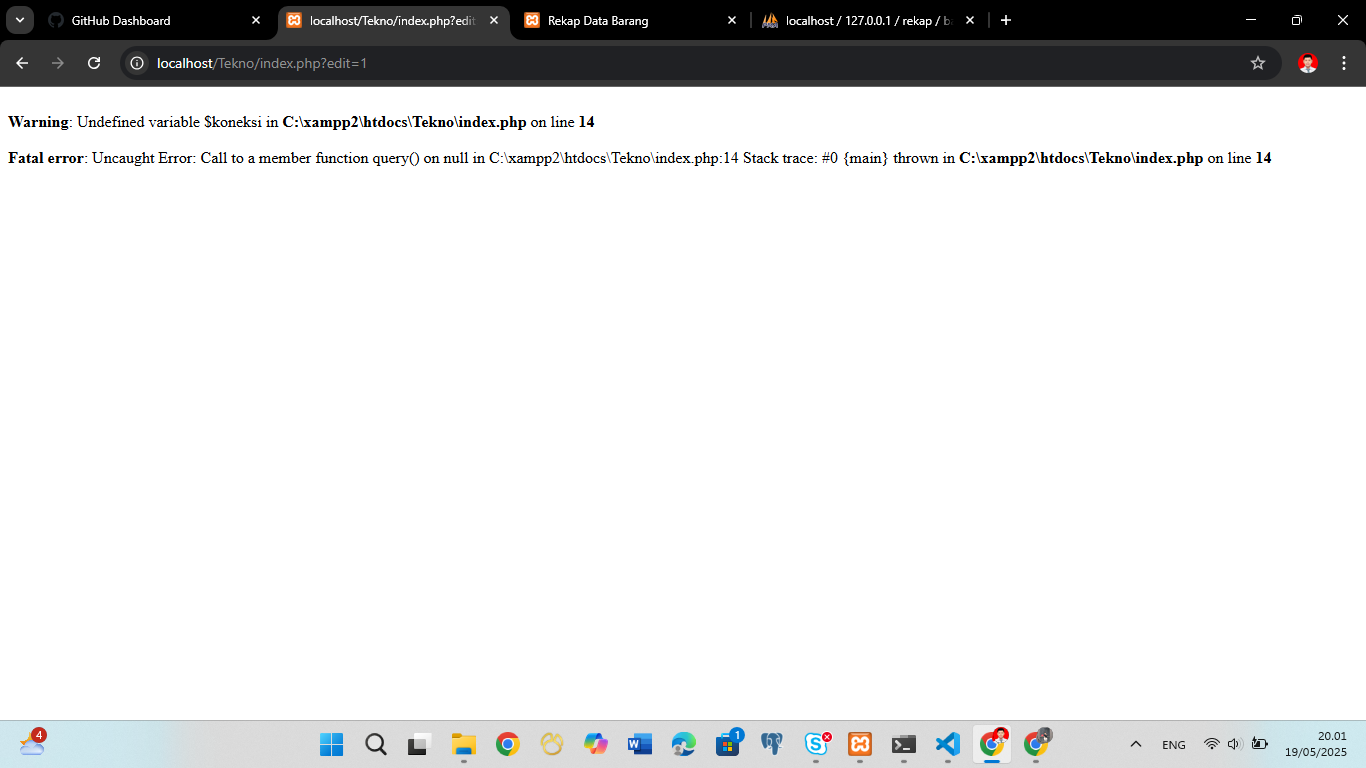 GitHub Dashboard
localhost/Tekno/index.php?edit
Rekap Data Barang
localhost / 127.0.0.1 / rekap / b
localhost/Tekno/index.php?edit=1
Warning: Undefined variable $koneksi in C:\xampp2\htdocs\Tekno\index.php on line 14
Fatal error: Uncaught Error: Call to a member function query() on null in C:\xampp2\htdocs\Tekno\index.php:14 Stack trace: #0 {main} thrown in C:\xampp2\htdocs\Tekno\index.php on line 14
4
1
ENG
20.01
19/05/2025